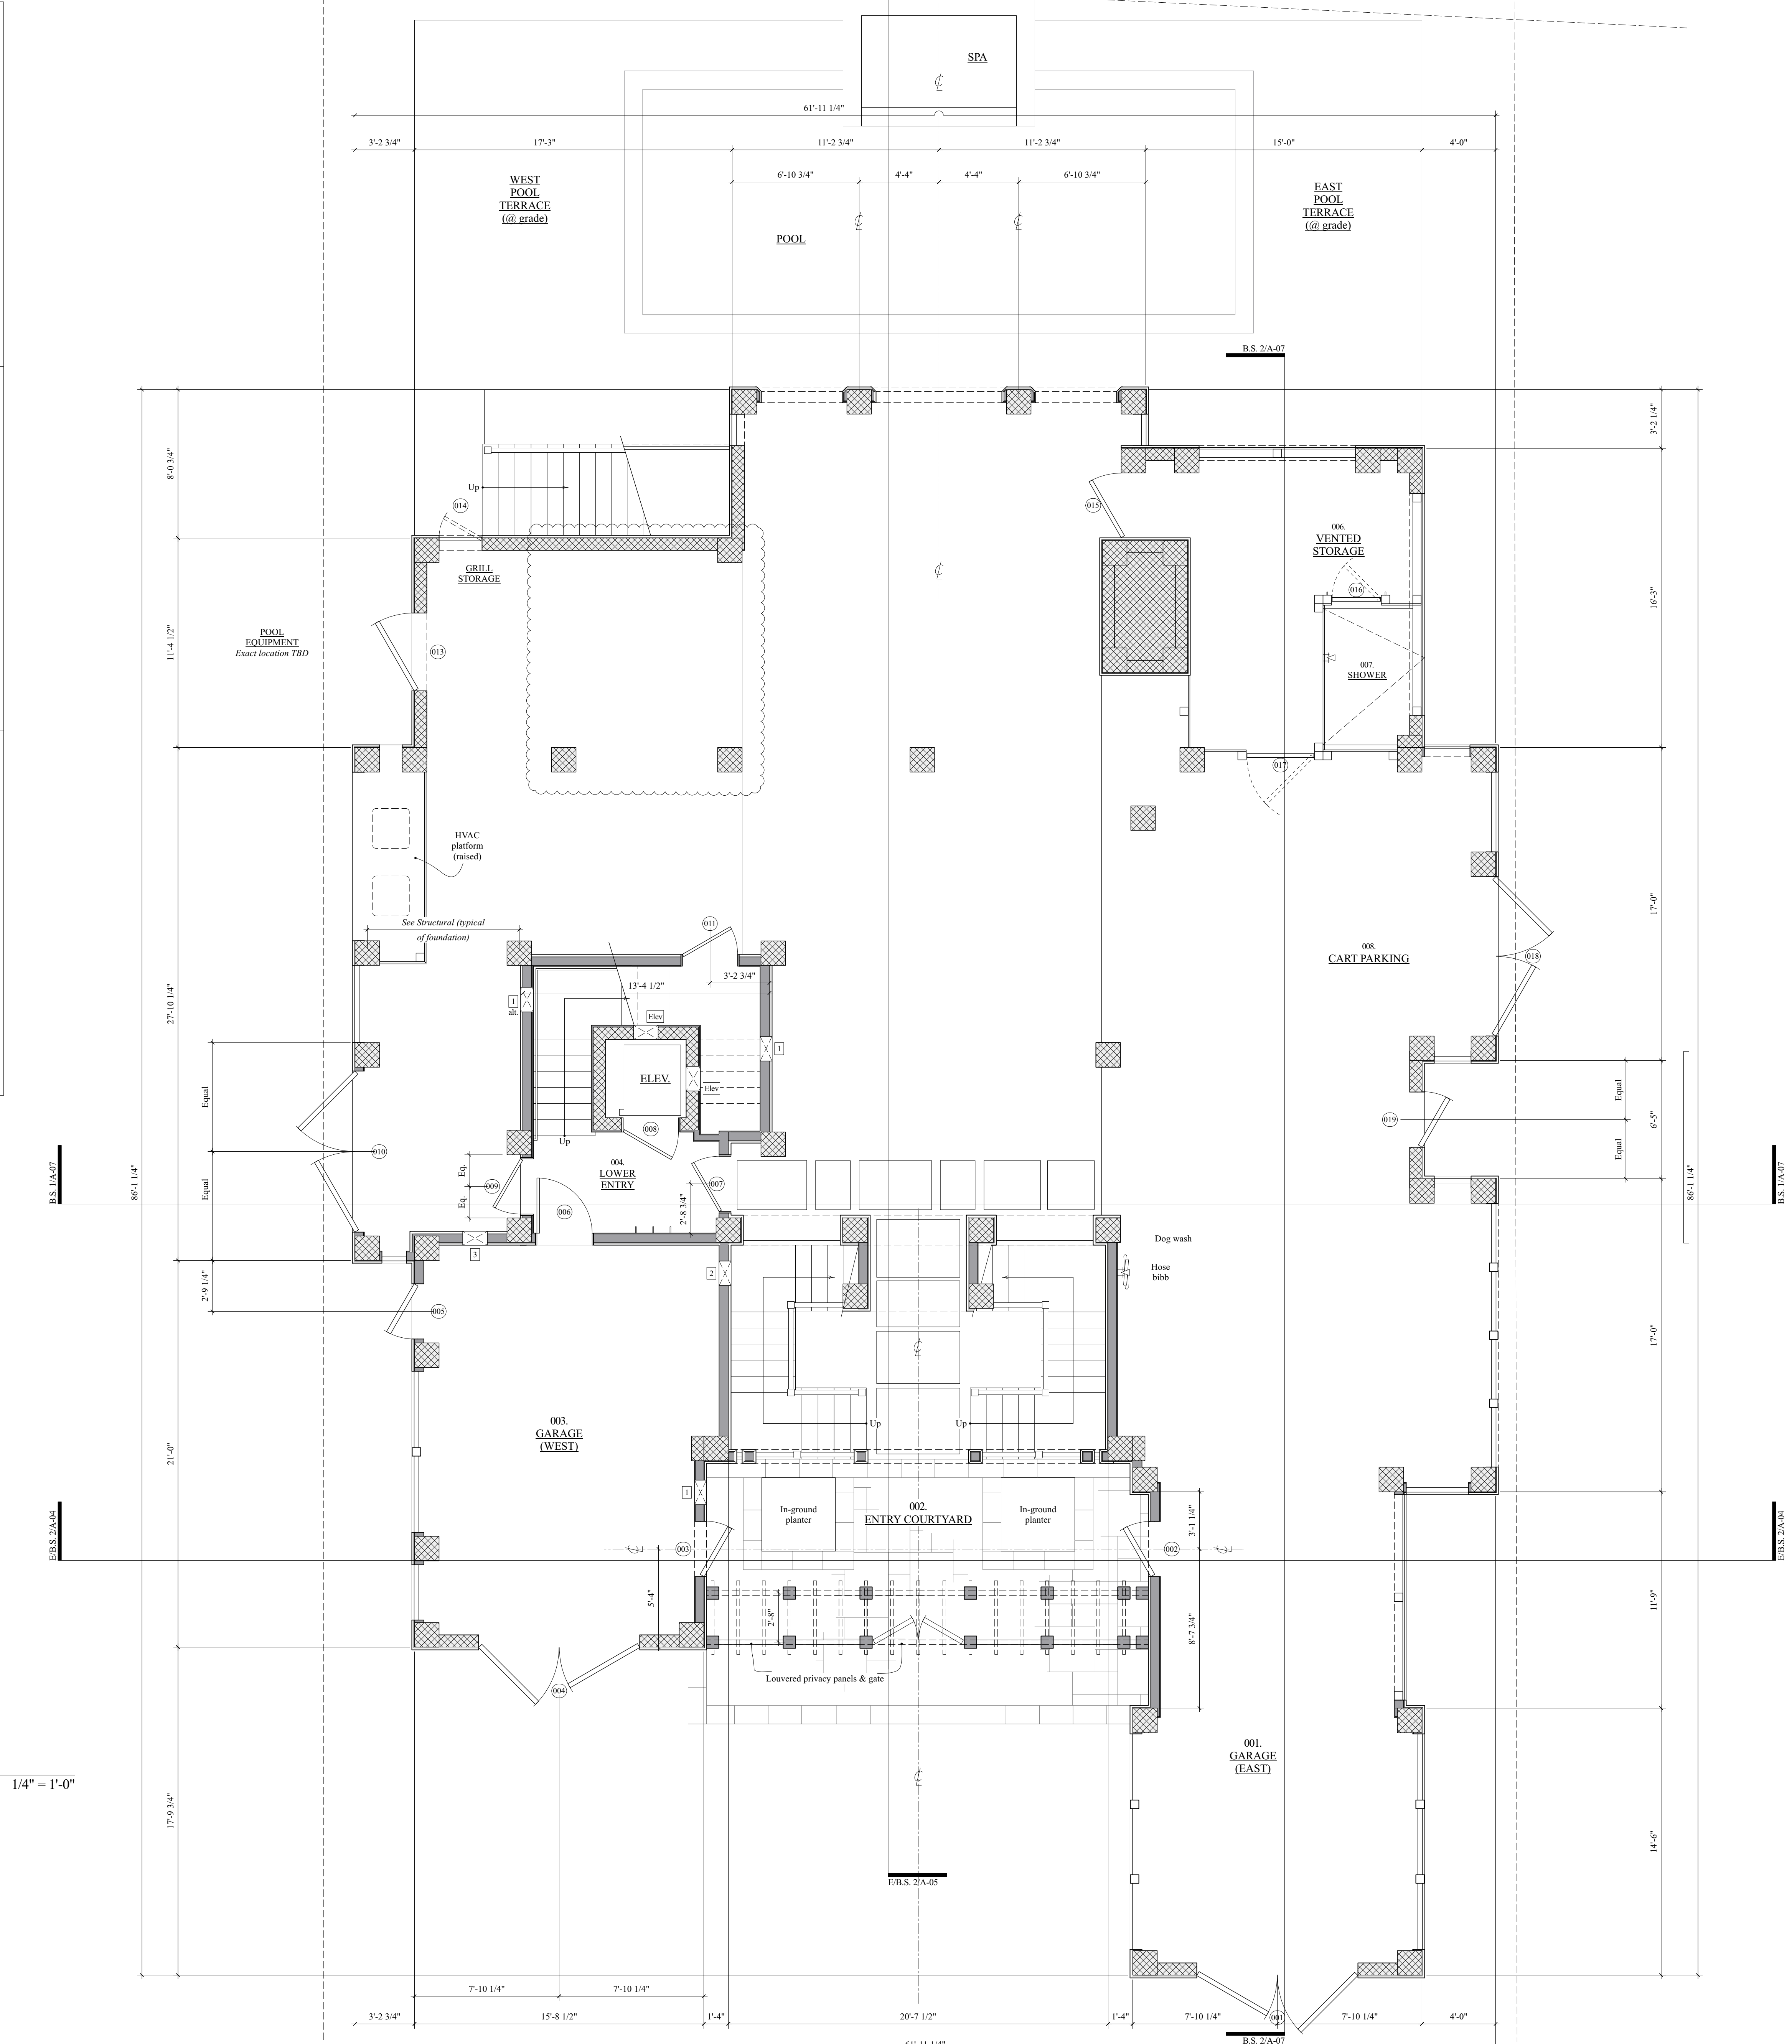 SPA
61'-11 1/4"
3'-2 3/4"
17'-3"
11'-2 3/4"
11'-2 3/4"
15'-0"
4'-0"
6'-10 3/4"
4'-4"
4'-4"
6'-10 3/4"
WEST
POOL
TERRACE
(@ grade)
EAST
POOL
TERRACE
(@ grade)
POOL
B.S. 2/A-07
3'-2 1/4"
8'-0 3/4"
Up
014
015
006.
VENTED
STORAGE
GRILL
STORAGE
016
16'-3"
POOL
EQUIPMENT
Exact location TBD
11'-4 1/2"
013
007.
SHOWER
017
HVAC
platform
(raised)
See Structural (typical
of foundation)
011
17'-0"
008.
CART PARKING
018
3'-2 3/4"
13'-4 1/2"
27'-10 1/4"
1
alt.
Elev
1
ELEV.
Elev
Equal
Equal
019
6'-5"
008
Up
010
004.
LOWER
ENTRY
Eq.
009
007
Equal
Equal
B.S. 1/A-07
86'-1 1/4"
86'-1 1/4"
B.S. 1/A-07
Eq.
006
2'-8 3/4"
3
Dog wash
Hose
bibb
2
2'-9 1/4"
005
17'-0"
003.
GARAGE
(WEST)
Up
Up
21'-0"
1
In-ground
planter
002.
ENTRY COURTYARD
In-ground
planter
3'-1 1/4"
E/B.S. 2/A-04
E/B.S. 2/A-04
003
002
5'-4"
2'-8"
11'-9"
8'-7 3/4"
Louvered privacy panels & gate
004
001.
GARAGE
(EAST)
1/4" = 1'-0"
17'-9 3/4"
14'-6"
E/B.S. 2/A-05
7'-10 1/4"
7'-10 1/4"
3'-2 3/4"
15'-8 1/2"
1'-4"
20'-7 1/2"
1'-4"
7'-10 1/4"
001
7'-10 1/4"
4'-0"
61'-11 1/4"
B.S. 2/A-07